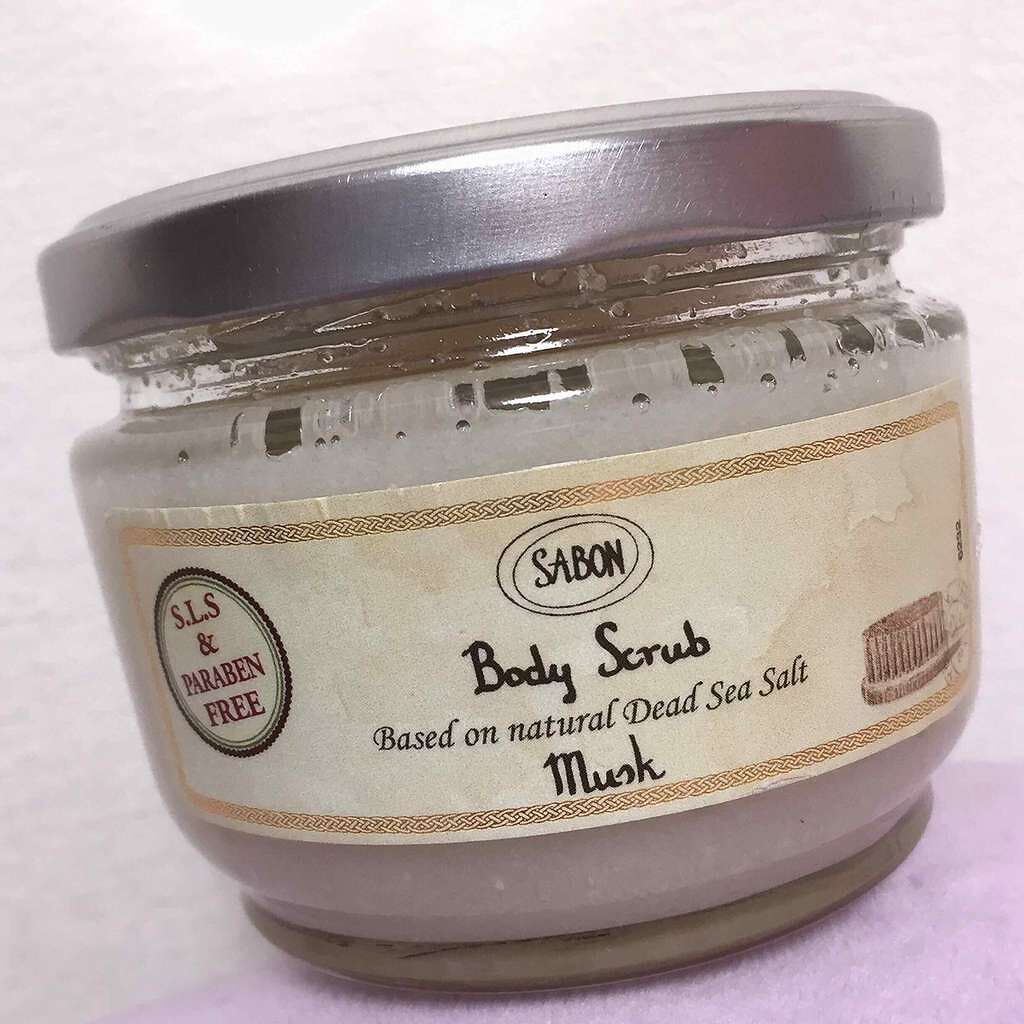 SABON
Body Scrub
Based on natural Dead Sea Salt
Musk
S.L.S
&
PARABEN
FREE